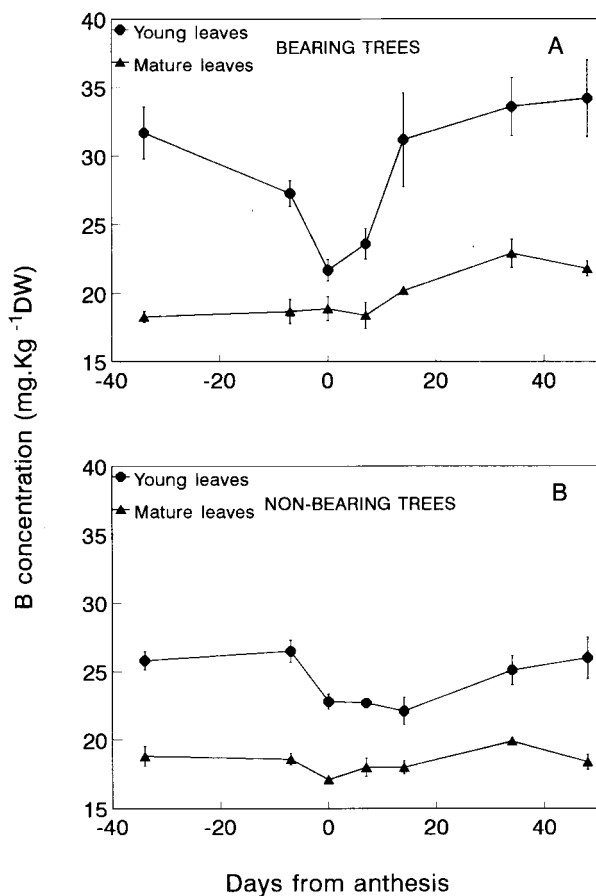 40
Young leaves
BEARING TREES
A
Mature leaves
35
30
25
20
15
-40
-20
0
20
40
B concentration (mg.Kg -1DW)
40
Young leaves
B
Mature leaves
NON-BEARING TREES
35
30
25
20
15
-40
-20
0
20
40
Days from anthesis